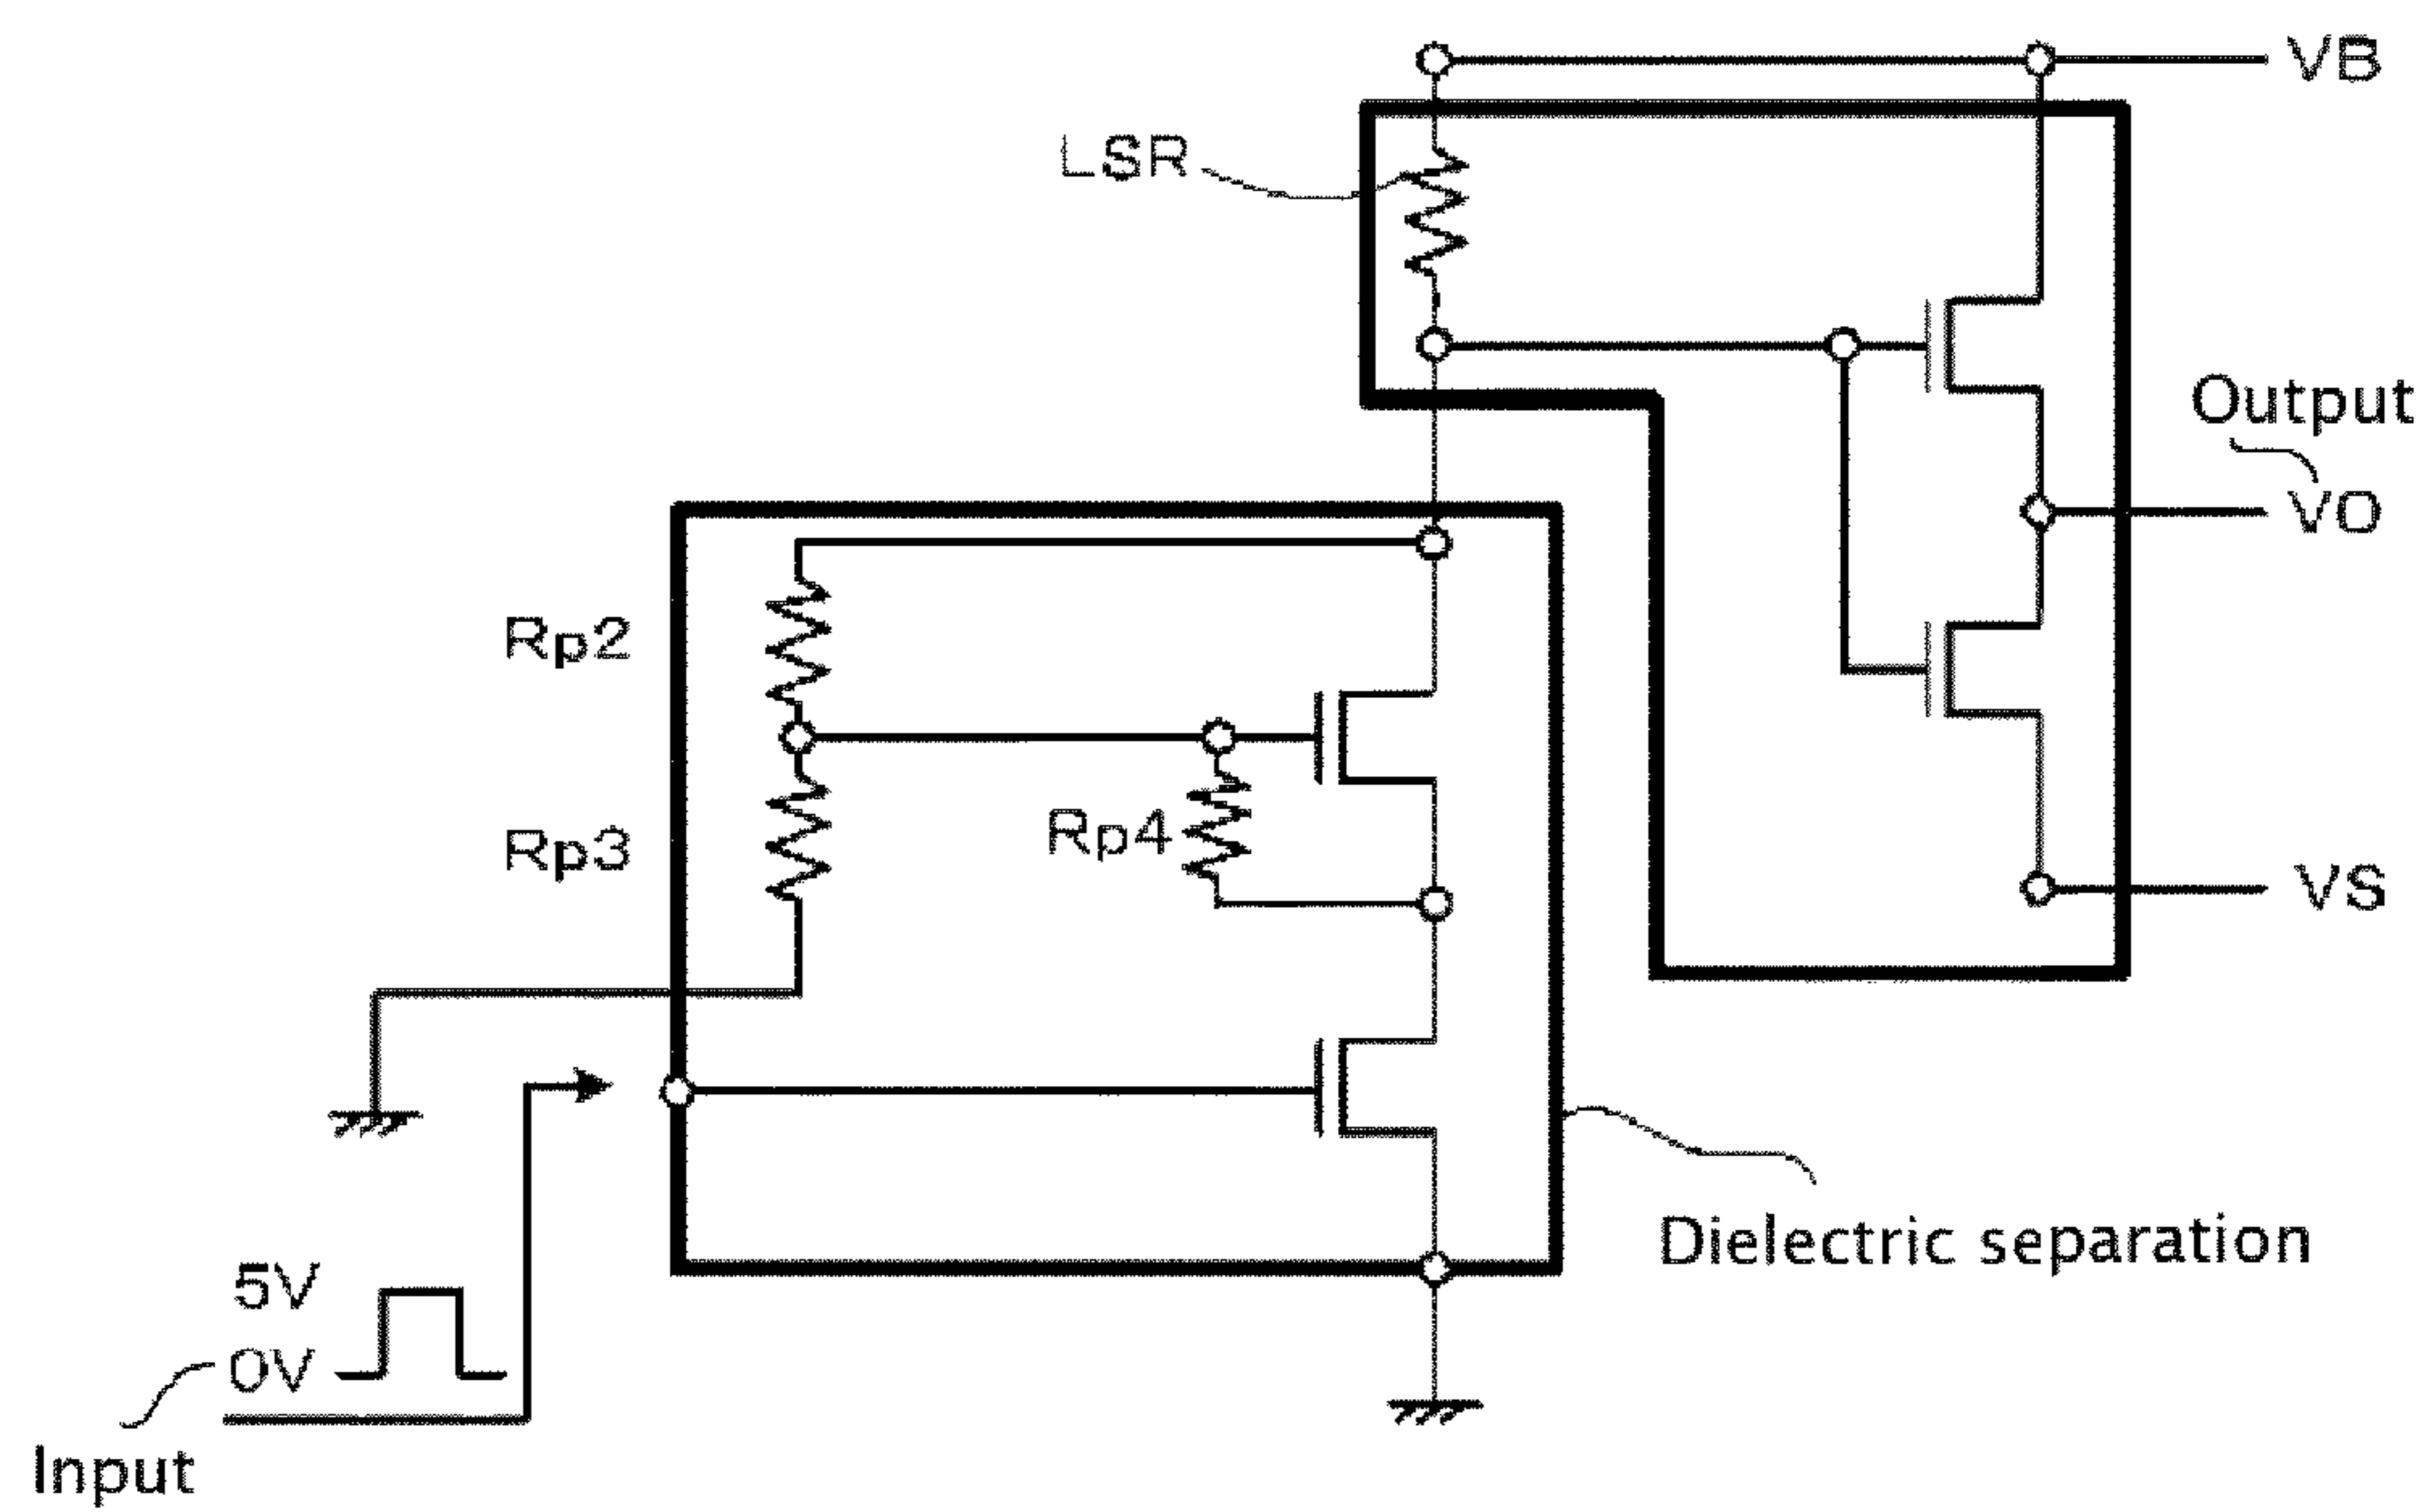 VB
LSR
Output
VO
Rp2
Rp3
Rp4
VS
Dielectric separation
5V
0V
Input